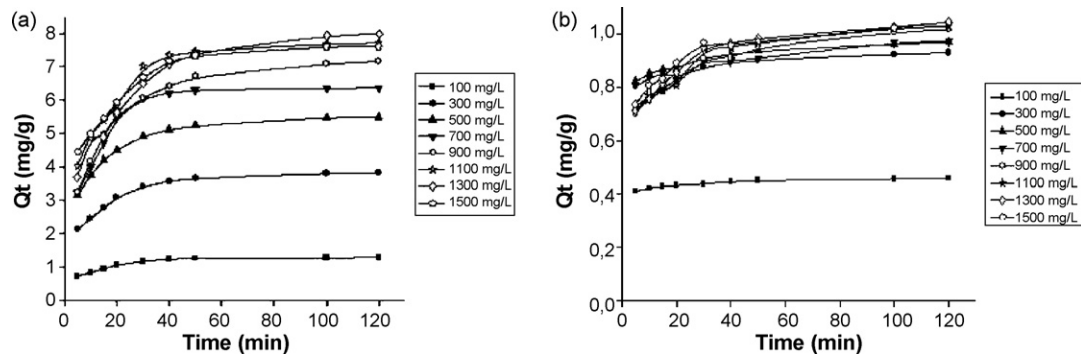 (a)
8
7
6
5
4
3
2
1
0
Qt (mg/g)
0 20 40 60 80 100 120
Time (min)
100 mg/L
300 mg/L
500 mg/L
700 mg/L
900 mg/L
1100 mg/L
1300 mg/L
1500 mg/L
(b)
1,0
0,8
0,6
0,4
0,2
0,0
Qt (mg/g)
0 20 40 60 80 100 120
Time (min)
100 mg/L
300 mg/L
500 mg/L
700 mg/L
900 mg/L
1100 mg/L
1300 mg/L
1500 mg/L